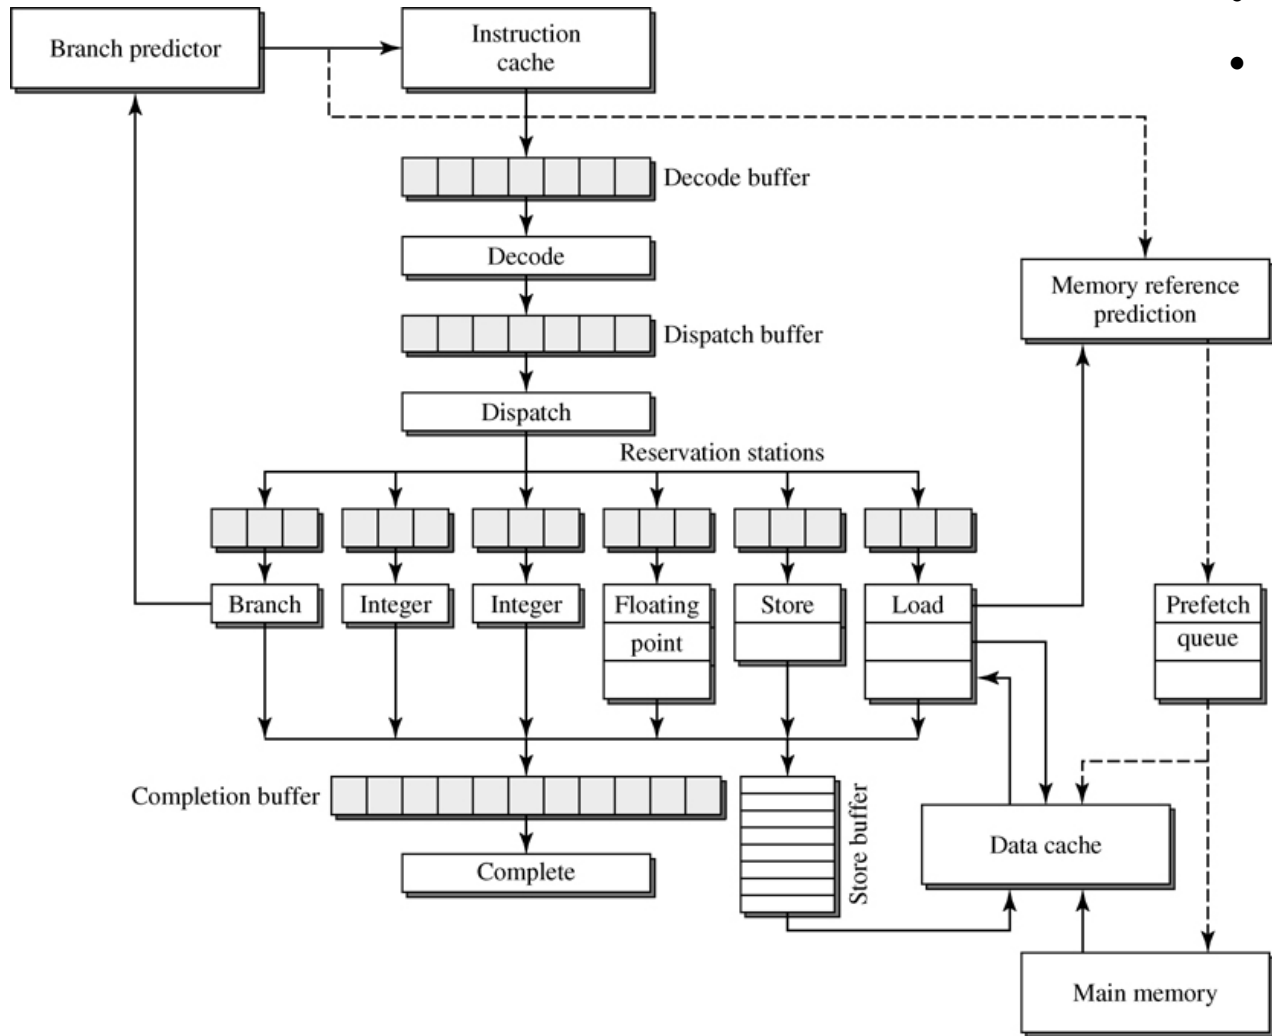 Branch predictor
Instruction
cache
Decode buffer
Decode
Memory reference
prediction
Dispatch buffer
Dispatch
Reservation stations
Branch
Integer
Integer
Floating
point
Store
Load
Prefetch
queue
Completion buffer
Store buffer
Data cache
Complete
Main memory